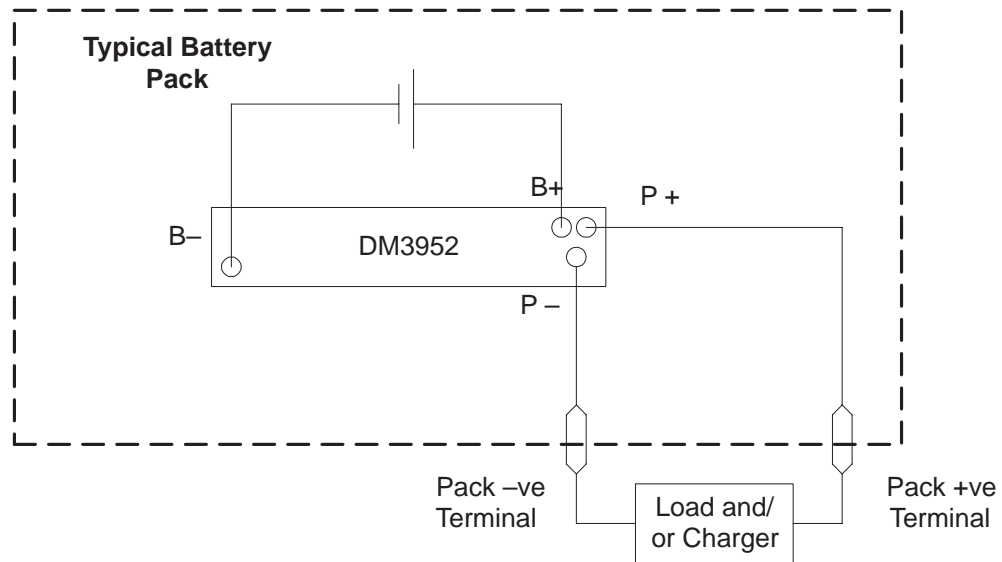 Typical Battery
Pack
B+
P +
B–
DM3952
P –
Pack –ve
Terminal
Load and/
or Charger
Pack +ve
Terminal